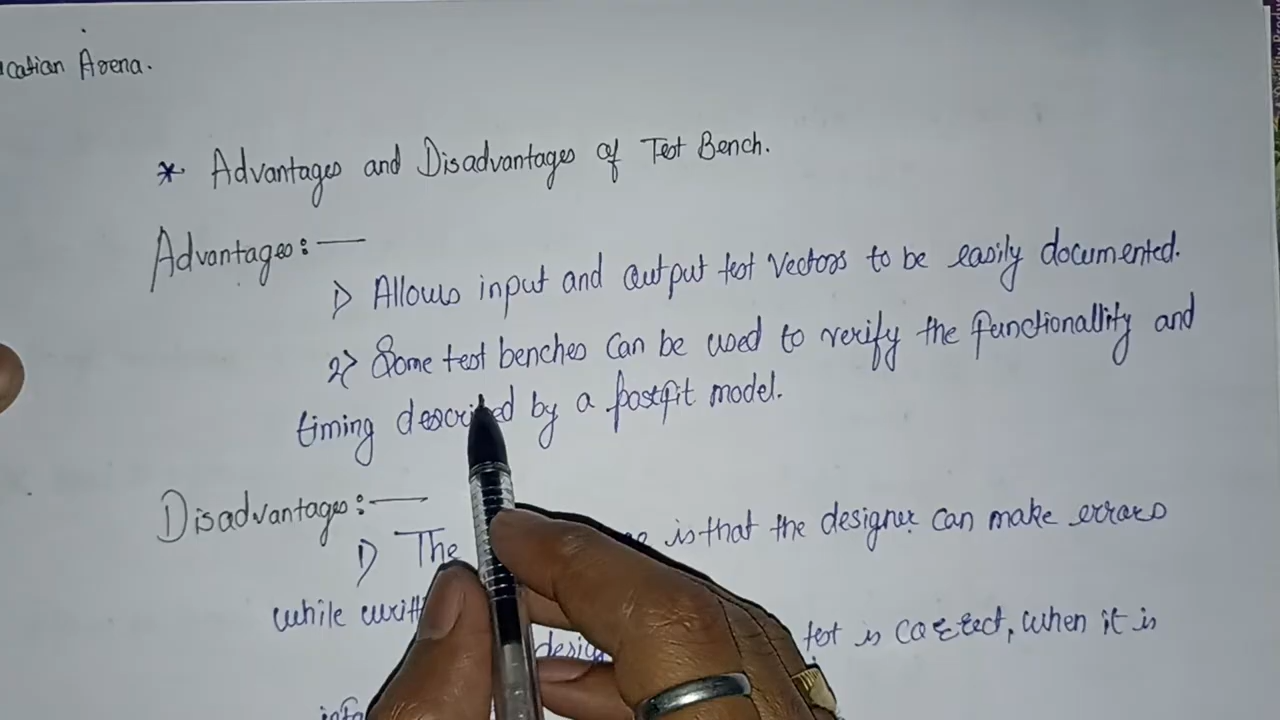 Arena.
* Advantages and Disadvantages of Test Bench.
Advantages:—
1) Allows input and output test vectors to be easily documented.
2) Some test benches can be used to verify the functionallity and
timing described by a postfit model.
Disadvantages:—
1) The is that the designer can make errors
while test is correct, when it is